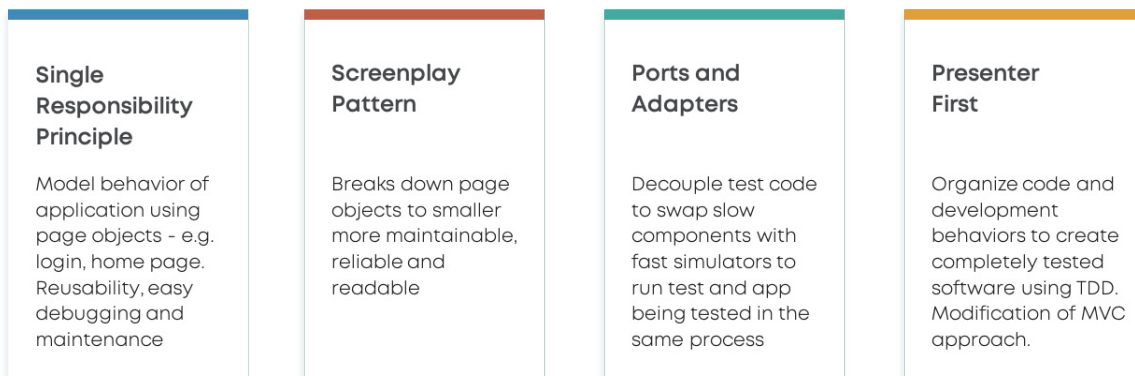 Single
Responsibility
Principle
Model behavior of
application using
page objects - e.g.
login, home page.
Reusability, easy
debugging and
maintenance
Screenplay
Pattern
Breaks down page
objects to smaller
more maintainable,
reliable and
readable
Ports and
Adapters
Decouple test code
to swap slow
components with
fast simulators to
run test and app
being tested in the
same process
Presenter
First
Organize code and
development
behaviors to create
completely tested
software using TDD.
Modification of MVC
approach.